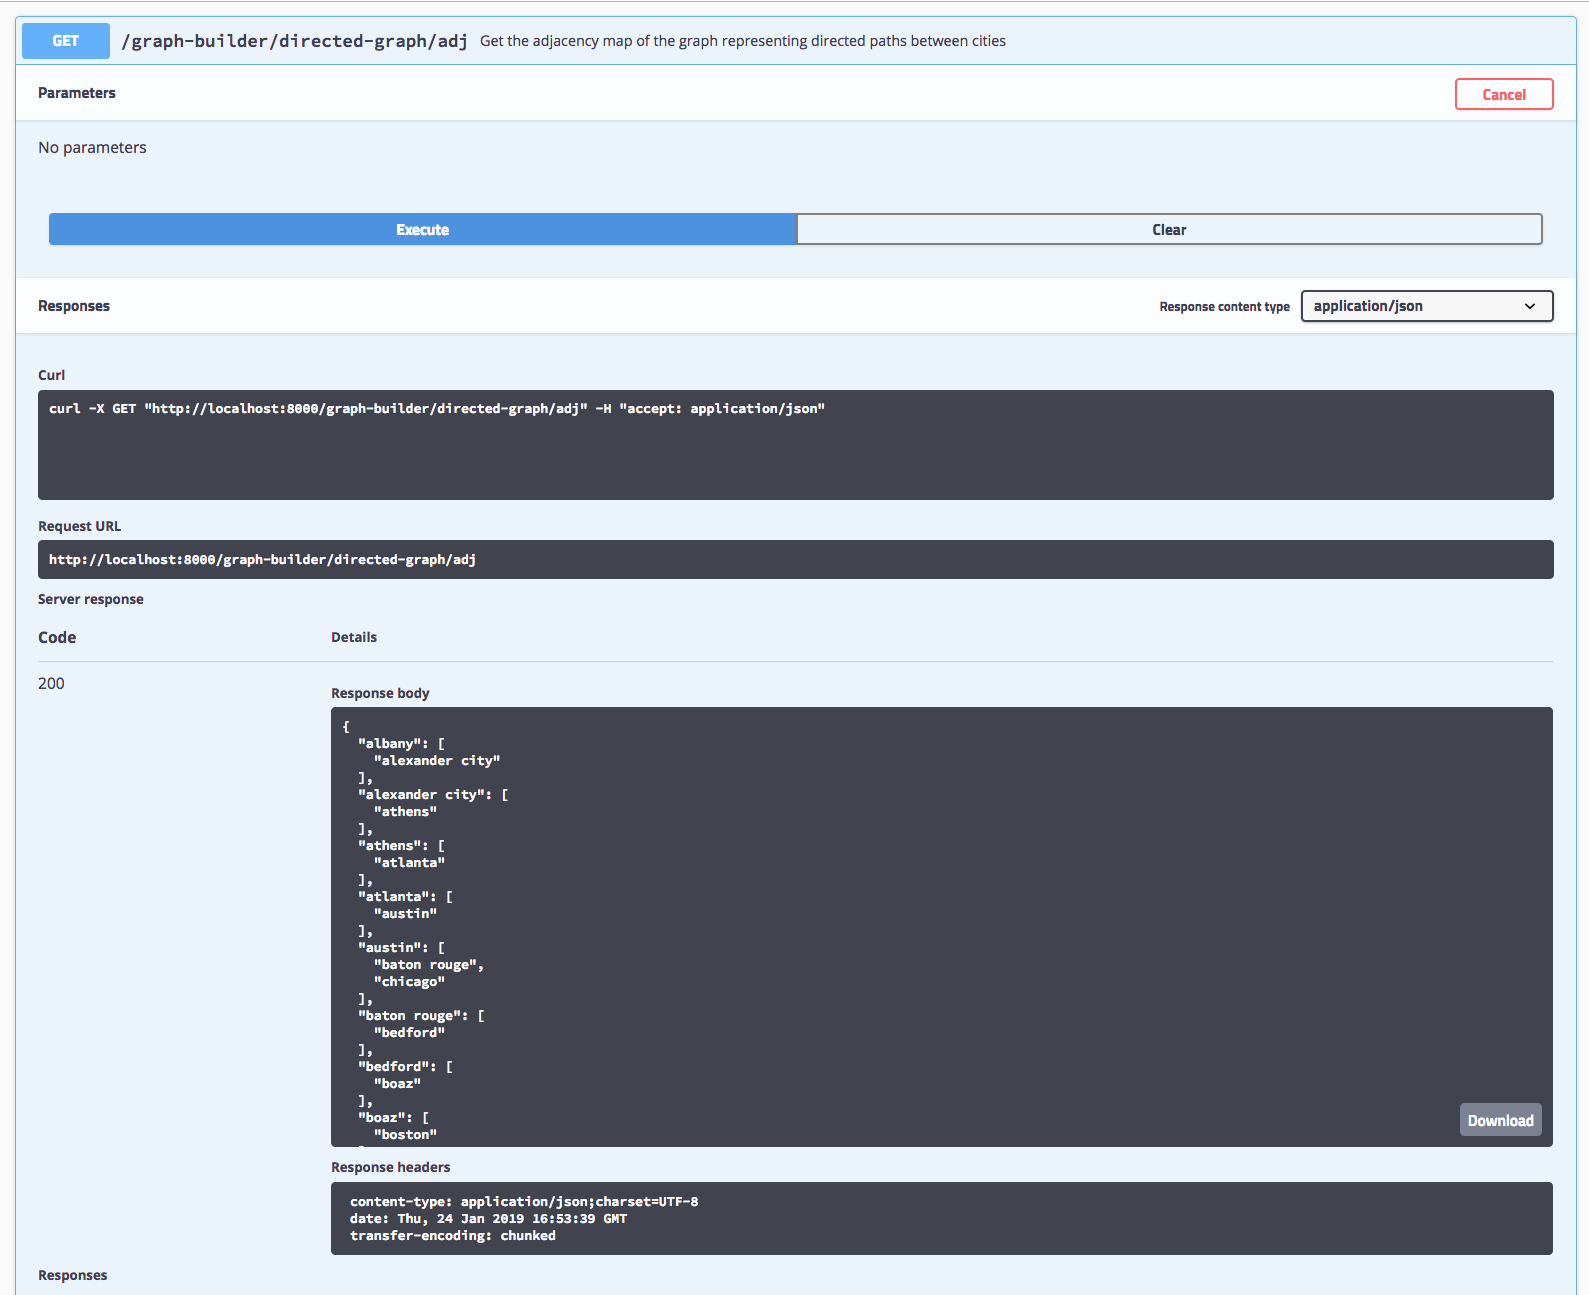 GET /graph-builder/directed-graph/adj Get the adjacency map of the graph representing directed paths between cities
Parameters Cancel
No parameters
Execute Clear
Responses Response content type application/json
Curl
curl -X GET "http://localhost:8000/graph-builder/directed-graph/adj" -H "accept: application/json"
Request URL
http://localhost:8000/graph-builder/directed-graph/adj
Server response
Code Details
200
Response body
{
  "albany": [
    "alexander city"
  ],
  "alexander city": [
    "athens"
  ],
  "athens": [
    "atlanta"
  ],
  "atlanta": [
    "austin"
  ],
  "austin": [
    "baton rouge",
    "chicago"
  ],
  "baton rouge": [
    "bedford"
  ],
  "bedford": [
    "boaz"
  ],
  "boaz": [
    "boston"
Download
Response headers
content-type: application/json;charset=UTF-8
date: Thu, 24 Jan 2019 16:53:39 GMT
transfer-encoding: chunked
Responses